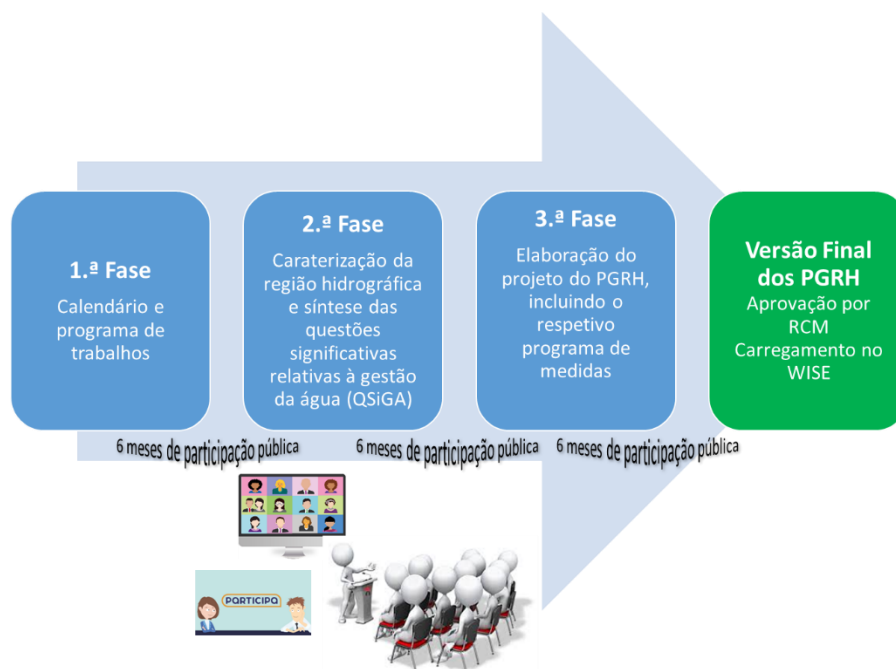 1.ª Fase
Calendário e
programa de
trabalhos
2.ª Fase
Caraterização da
região hidrográfica
e síntese das
questões
significativas
relativas à gestão
da água (QSiGA)
3.ª Fase
Elaboração do
projeto do PGRH,
incluindo o
respetivo
programa de
medidas
Versão Final
dos PGRH
Aprovação por
RCM
Carregamento no
WISE
6 meses de participação pública
6 meses de participação pública
6 meses de participação pública
PARTICIPA